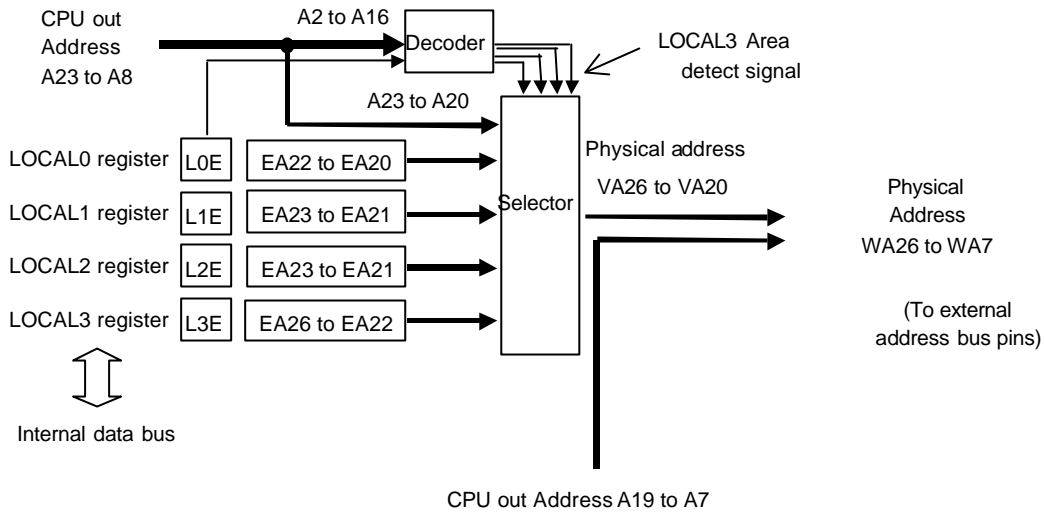 CPU out
Address
A23 to A8
A2 to A16
Decoder
LOCAL3 Area
detect signal
A23 to A20
LOCAL0 register
L0E
EA22 to EA20
LOCAL1 register
L1E
EA23 to EA21
LOCAL2 register
L2E
EA23 to EA21
LOCAL3 register
L3E
EA26 to EA22
Selector
Physical address
VA26 to VA20
Physical
Address
WA26 to WA7
(To external
address bus pins)
Internal data bus
CPU out Address A19 to A7